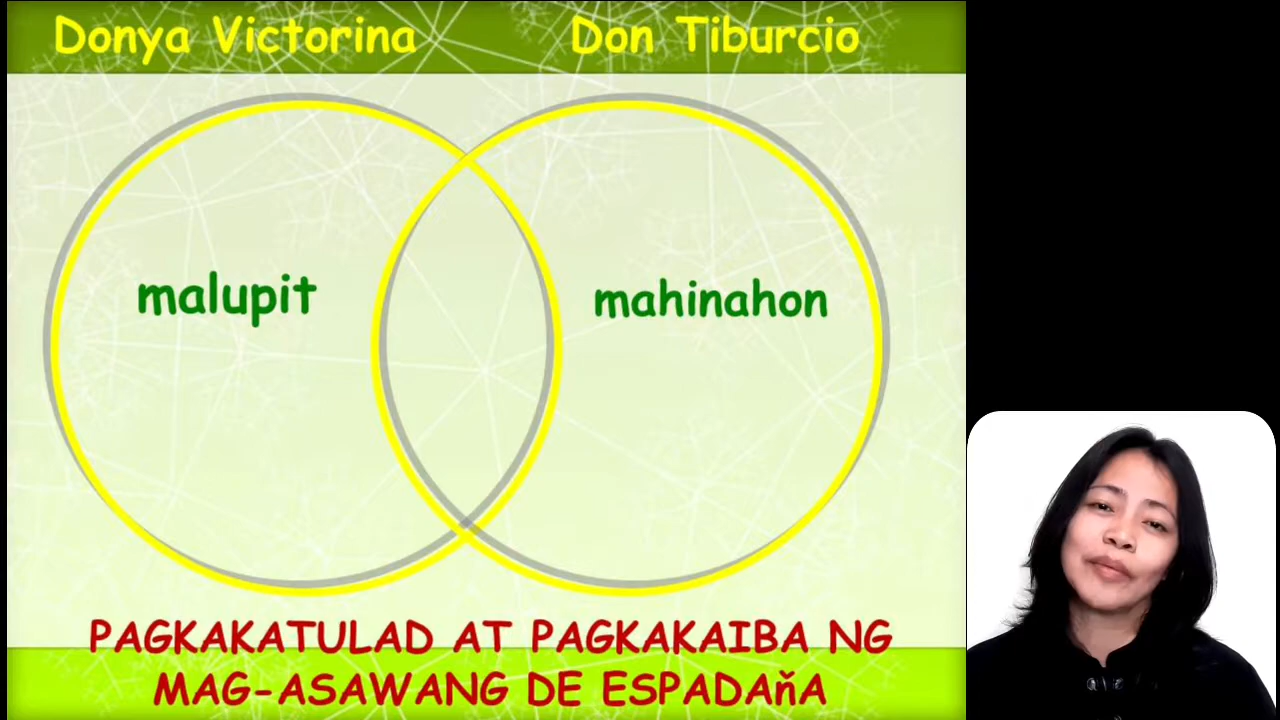 Donya Victorina Don Tiburcio
malupit mahinahon
PAGKAKATULAD AT PAGKAKAIBA NG
MAG-ASAWANG DE ESPADAňA